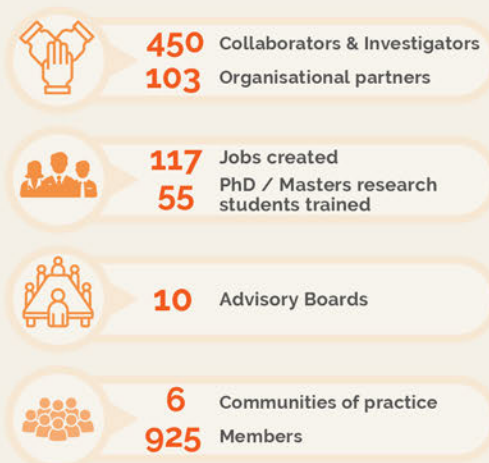 450 Collaborators & Investigators
103 Organisational partners
117 Jobs created
55 PhD / Masters research
students trained
10 Advisory Boards
6 Communities of practice
925 Members